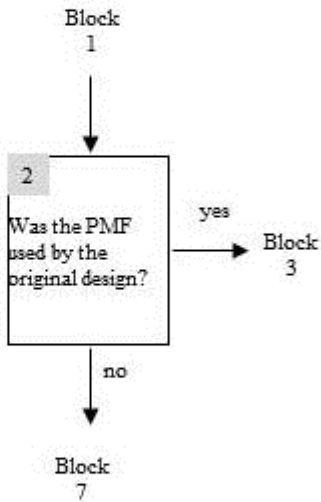 Block
1
2
Was the PMF
used by the
original design?
yes
Block
3
no
Block
7